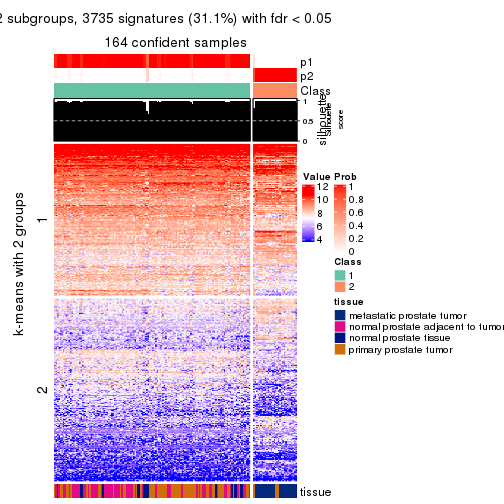 2 subgroups, 3735 signatures (31.1%) with fdr < 0.05
164 confident samples
p1
p2
Class
1
0.5
0
silhouette
Silhouette
score
k-means with 2 groups
1
2
Value
12
10
8
6
4
Prob
1
0.8
0.6
0.4
0.2
0
Class
1
2
tissue
metastatic prostate tumor
normal prostate adjacent to tumor
normal prostate tissue
primary prostate tumor
tissue